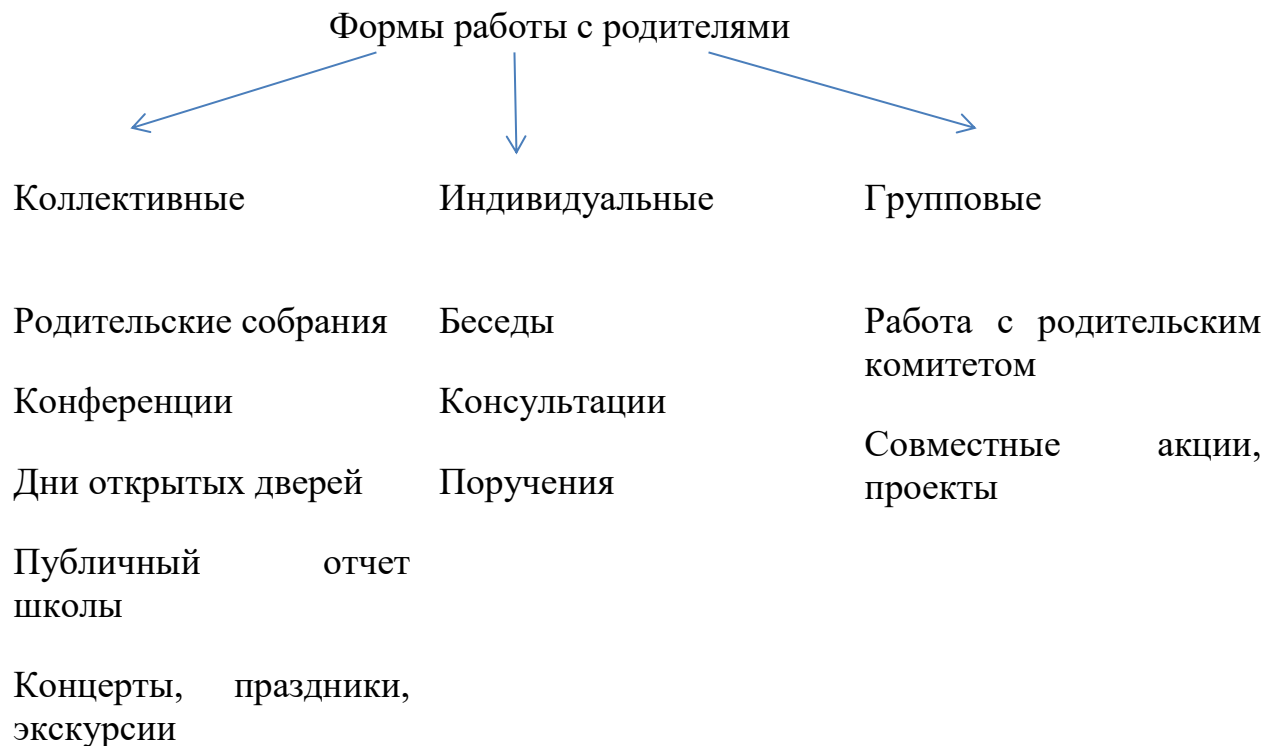 Формы работы с родителями
Коллективные
Индивидуальные
Групповые
Родительские собрания
Конференции
Дни открытых дверей
Публичный отчет
школы
Концерты, праздники,
экскурсии
Беседы
Консультации
Поручения
Работа с родительским
комитетом
Совместные акции,
проекты